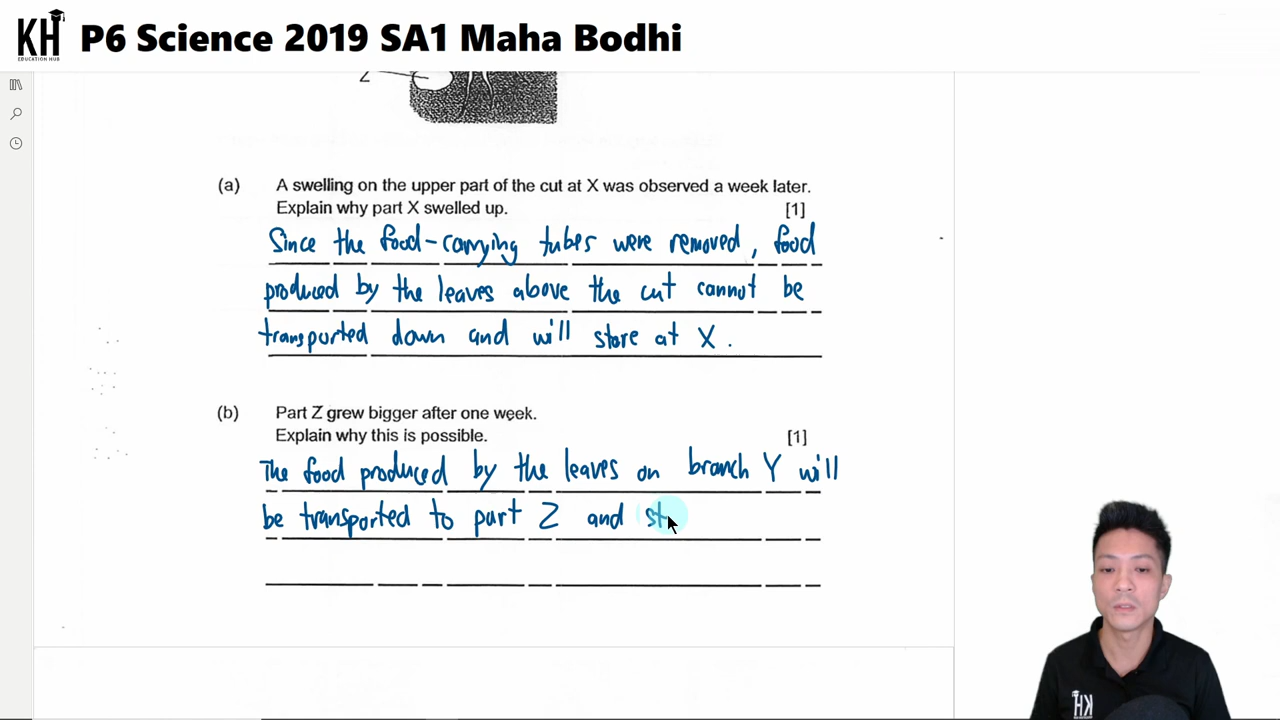 KH
EDUCATION HUB
P6 Science 2019 SA1 Maha Bodhi
Z
(a) A swelling on the upper part of the cut at X was observed a week later.
Explain why part X swelled up. [1]
Since the food-carrying tubes were removed, food
produced by the leaves above the cut cannot be
transported down and will store at X.
(b) Part Z grew bigger after one week.
Explain why this is possible. [1]
The food produced by the leaves on branch Y will
be transported to part Z and st
KH